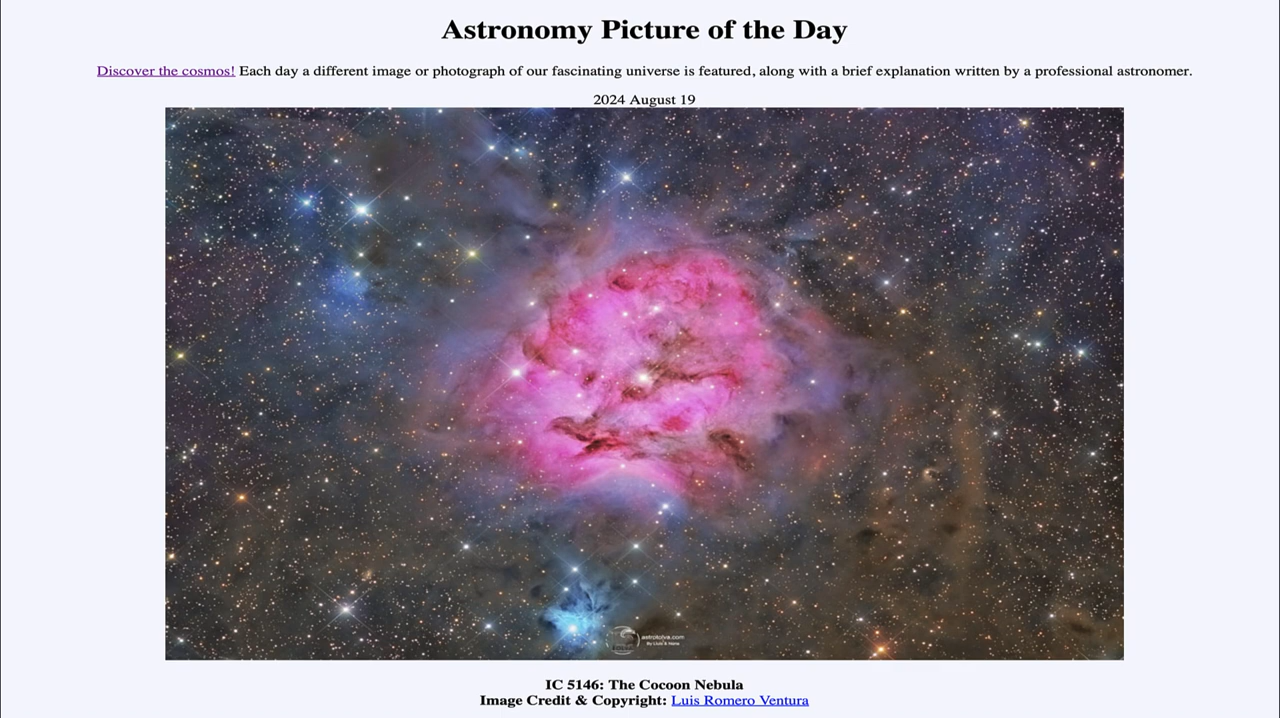 Astronomy Picture of the Day
Discover the cosmos! Each day a different image or photograph of our fascinating universe is featured, along with a brief explanation written by a professional astronomer.
2024 August 19
astrotolva.com
IC 5146: The Cocoon Nebula
Image Credit & Copyright: Luis Romero Ventura